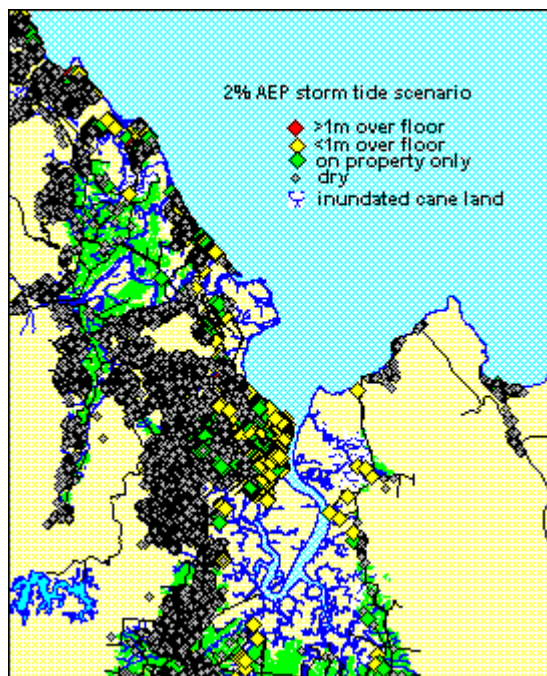 2% AEP storm tide scenario
>1m over floor
<1m over floor
on property only
dry
inundated cane land